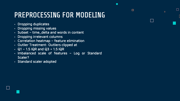 PREPROCESSING FOR MODELING
- Dropping duplicates
- Dropping missing values
- Subset - time_delta and words in content
- Dropping irrelevant columns
- Correlation heatmap - feature elimination
- Outlier Treatment: Outliers clipped at
- Q1 - 1.5 IQR and Q3 + 1.5 IQR
- Imbalanced scale of features - Log or Standard
Scaler?
- Standard scaler adopted